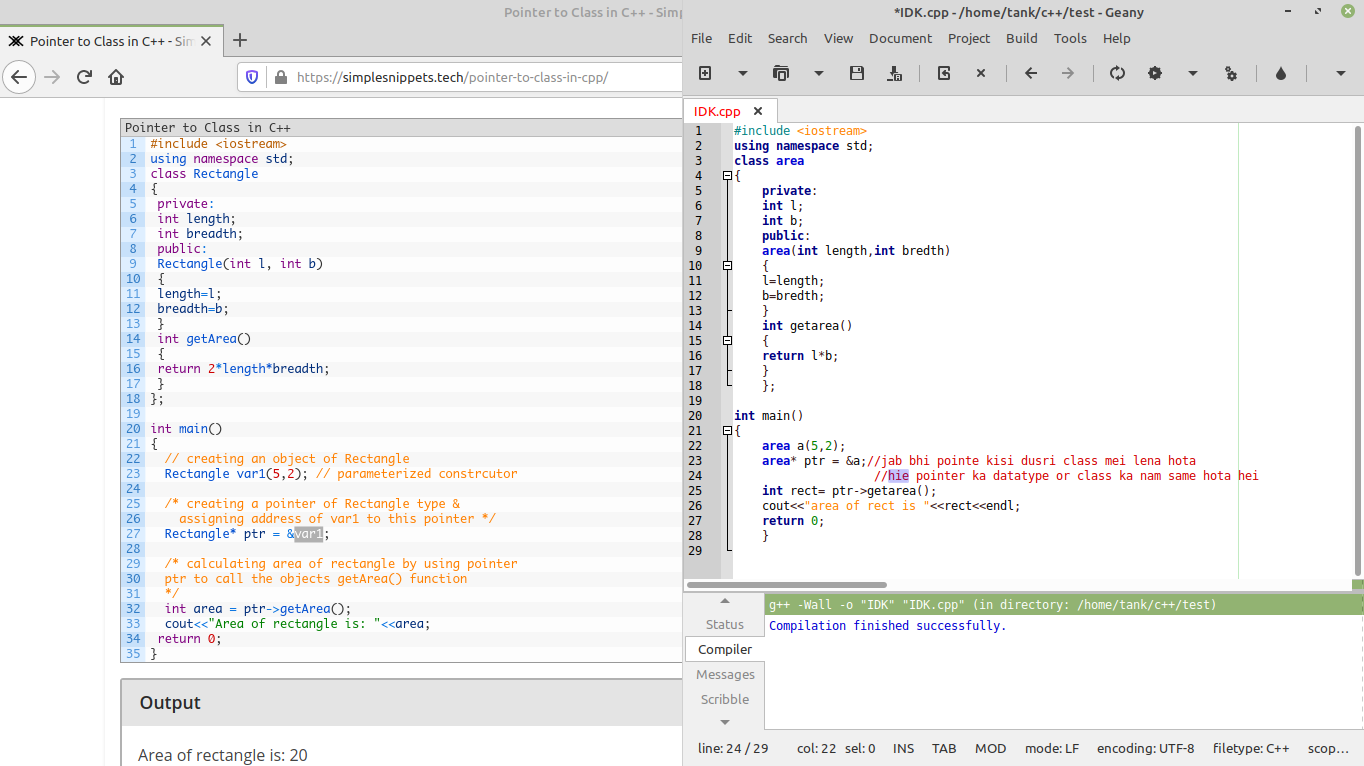 Pointer to Class in C++ - Simp
*IDK.cpp - /home/tank/c++/test - Geany
Pointer to Class in C++ - Sim
https://simplesnippets.tech/pointer-to-class-in-cpp/
Pointer to Class in C++
1 #include <iostream>
2 using namespace std;
3 class Rectangle
4 {
5 private:
6 int length;
7 int breadth;
8 public:
9 Rectangle(int l, int b)
10 {
11 length=l;
12 breadth=b;
13 }
14 int getArea()
15 {
16 return 2*length*breadth;
17 }
18 };
19
20 int main()
21 {
22 // creating an object of Rectangle
23 Rectangle var1(5,2); // parameterized constrcutor
24
25 /* creating a pointer of Rectangle type &
26 assigning address of var1 to this pointer */
27 Rectangle* ptr = &var1;
28
29 /* calculating area of rectangle by using pointer
30 ptr to call the objects getArea() function
31 */
32 int area = ptr->getArea();
33 cout<<"Area of rectangle is: "<<area;
34 return 0;
35 }
Output
Area of rectangle is: 20
File Edit Search View Document Project Build Tools Help
IDK.cpp
1 #include <iostream>
2 using namespace std;
3 class area
4 {
5 private:
6 int l;
7 int b;
8 public:
9 area(int length,int bredth)
10 {
11 l=length;
12 b=bredth;
13 }
14 int getarea()
15 {
16 return l*b;
17 }
18 };
19
20 int main()
21 {
22 area a(5,2);
23 area* ptr = &a;//jab bhi pointe kisi dusri class mei lena hota
24 //hie pointer ka datatype or class ka nam same hota hei
25 int rect= ptr->getarea();
26 cout<<"area of rect is "<<rect<<endl;
27 return 0;
28 }
29
Status
Compiler
Messages
Scribble
g++ -Wall -o "IDK" "IDK.cpp" (in directory: /home/tank/c++/test)
Compilation finished successfully.
line: 24 / 29 col: 22 sel: 0 INS TAB MOD mode: LF encoding: UTF-8 filetype: C++ scop...